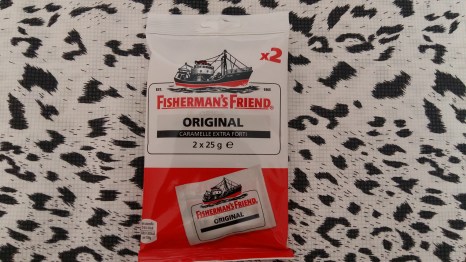 x2
FISHERMAN'S FRIEND
ORIGINAL
CARAMELLE EXTRA FORTI
2 x 25 g e
FISHERMAN'S FRIEND
ORIGINAL